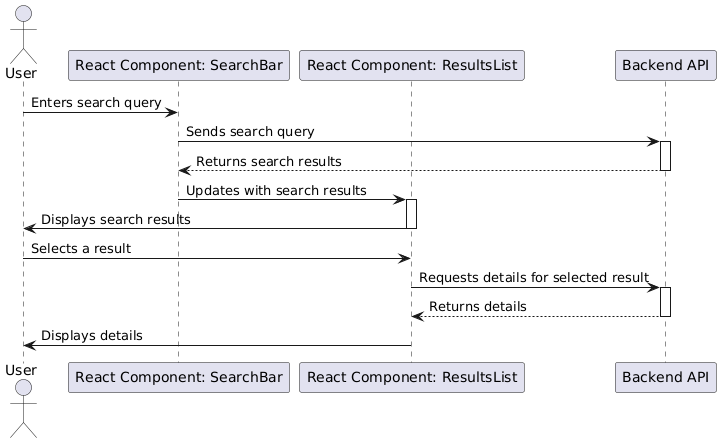 User
React Component: SearchBar
React Component: ResultsList
Backend API
Enters search query
Sends search query
Returns search results
Updates with search results
Displays search results
Selects a result
Requests details for selected result
Returns details
Displays details
User
React Component: SearchBar
React Component: ResultsList
Backend API